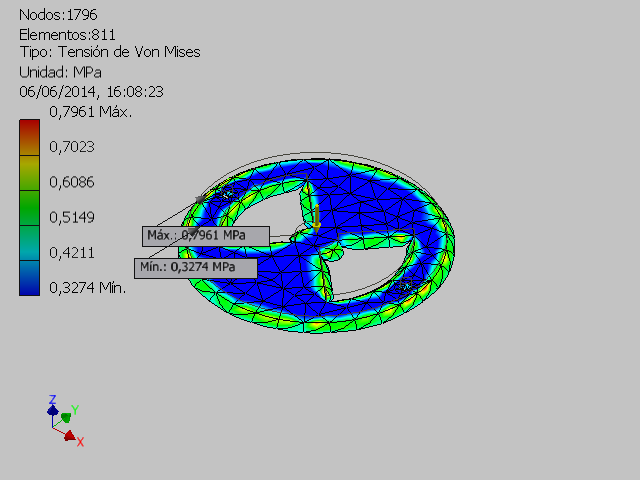 Nodos:1796
Elementos:811
Tipo: Tensión de Von Mises
Unidad: MPa
06/06/2014, 16:08:23
0,7961 Máx.
0,7023
0,6086
0,5149
0,4211
0,3274 Mín.
Máx.: 0,7961 MPa
Mín.: 0,3274 MPa
Z
Y
X